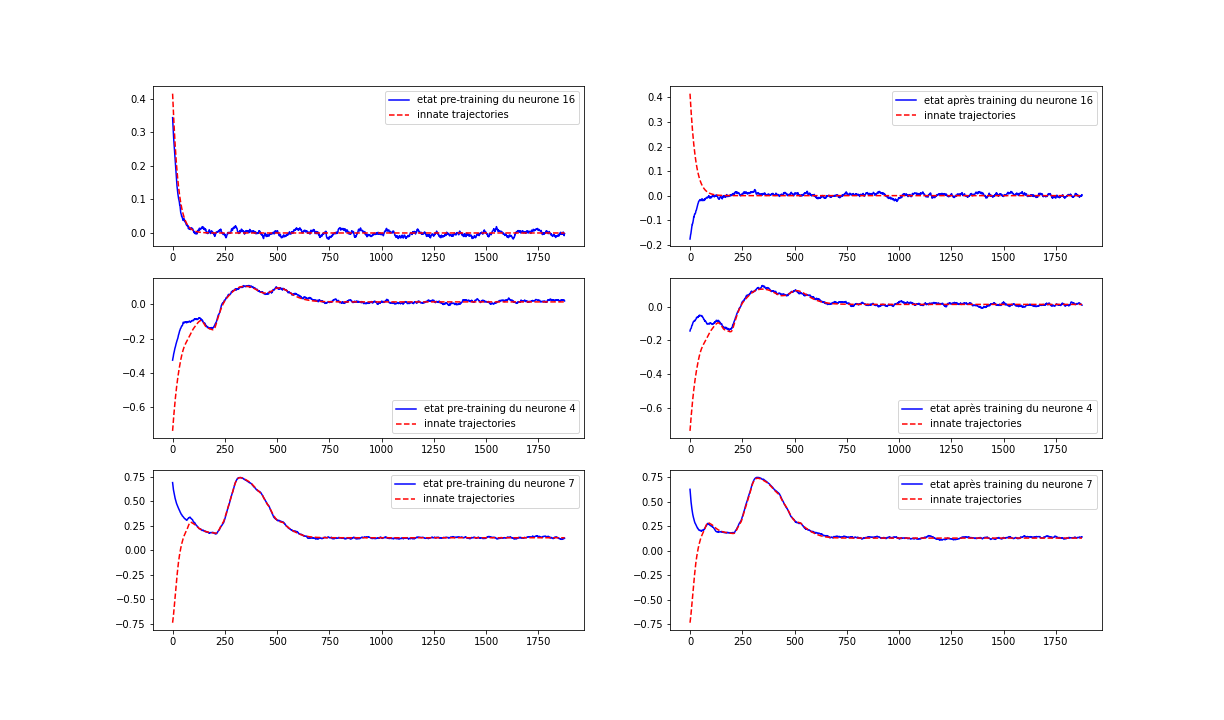 0.4
0.3
0.2
0.1
0.0
0 250 500 750 1000 1250 1500 1750
etat pre-training du neurone 16
innate trajectories
0.4
0.3
0.2
0.1
0.0
−0.1
−0.2
0 250 500 750 1000 1250 1500 1750
etat après training du neurone 16
innate trajectories
0.0
−0.2
−0.4
−0.6
0 250 500 750 1000 1250 1500 1750
etat pre-training du neurone 4
innate trajectories
0.0
−0.2
−0.4
−0.6
0 250 500 750 1000 1250 1500 1750
etat après training du neurone 4
innate trajectories
0.75
0.50
0.25
0.00
−0.25
−0.50
−0.75
0 250 500 750 1000 1250 1500 1750
etat pre-training du neurone 7
innate trajectories
0.75
0.50
0.25
0.00
−0.25
−0.50
−0.75
0 250 500 750 1000 1250 1500 1750
etat après training du neurone 7
innate trajectories